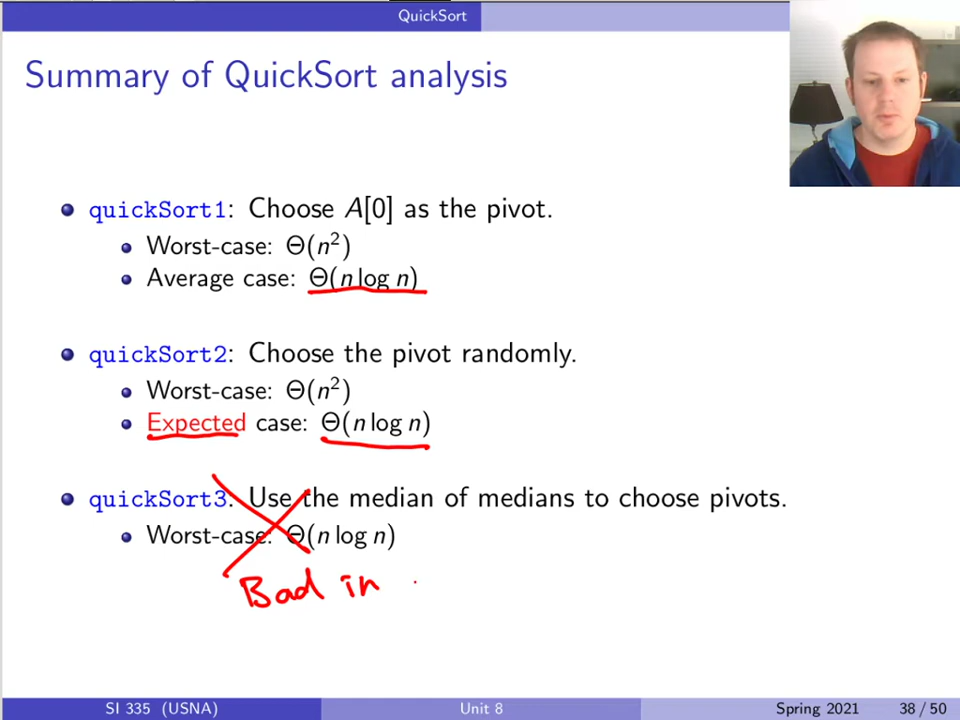 QuickSort
Summary of QuickSort analysis
quickSort1: Choose A[0] as the pivot.
Worst-case: Θ(n²)
Average case: Θ(n log n)
quickSort2: Choose the pivot randomly.
Worst-case: Θ(n²)
Expected case: Θ(n log n)
quickSort3: Use the median of medians to choose pivots.
Worst-case: Θ(n log n)
Bad in
SI 335 (USNA) Unit 8 Spring 2021 38 / 50